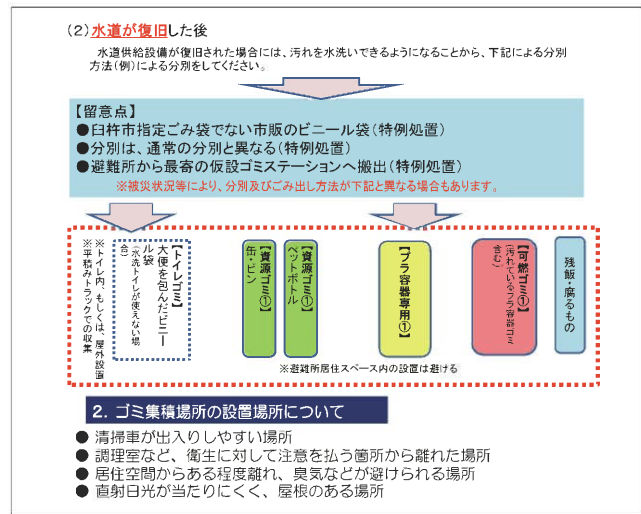 （2）水道が復旧した後
水道供給設備が復旧された場合には、汚れを水洗いできるようになることから、下記による分別
方法（例）による分別をしてください。
【留意点】
●臼杵市指定ごみ袋でない市販のビニール袋（特例処置）
●分別は、通常の分別と異なる（特例処置）
●避難所から最寄の仮設ゴミステーションへ搬出（特例処置）
※被災状況等により、分別及びごみ出し方法が下記と異なる場合もあります。
残飯・腐るもの
【可燃ゴミ①】
（汚れているプラ容器ゴミ
含む）
【プラ容器専用①】
【資源ゴミ①】
ペットボトル
【資源ゴミ①】
缶・ビン
【トイレゴミ】
大便を包んだビニー
ル袋
（水洗トイレが使えない場
合）
※トイレ内、もしくは、屋外設置
※平積みトラックでの収集
※避難所居住スペース内の設置は避ける
2. ゴミ集積場所の設置場所について
● 清掃車が出入りしやすい場所
● 調理室など、衛生に対して注意を払う箇所から離れた場所
● 居住空間からある程度離れ、臭気などが避けられる場所
● 直射日光が当たりにくく、屋根のある場所